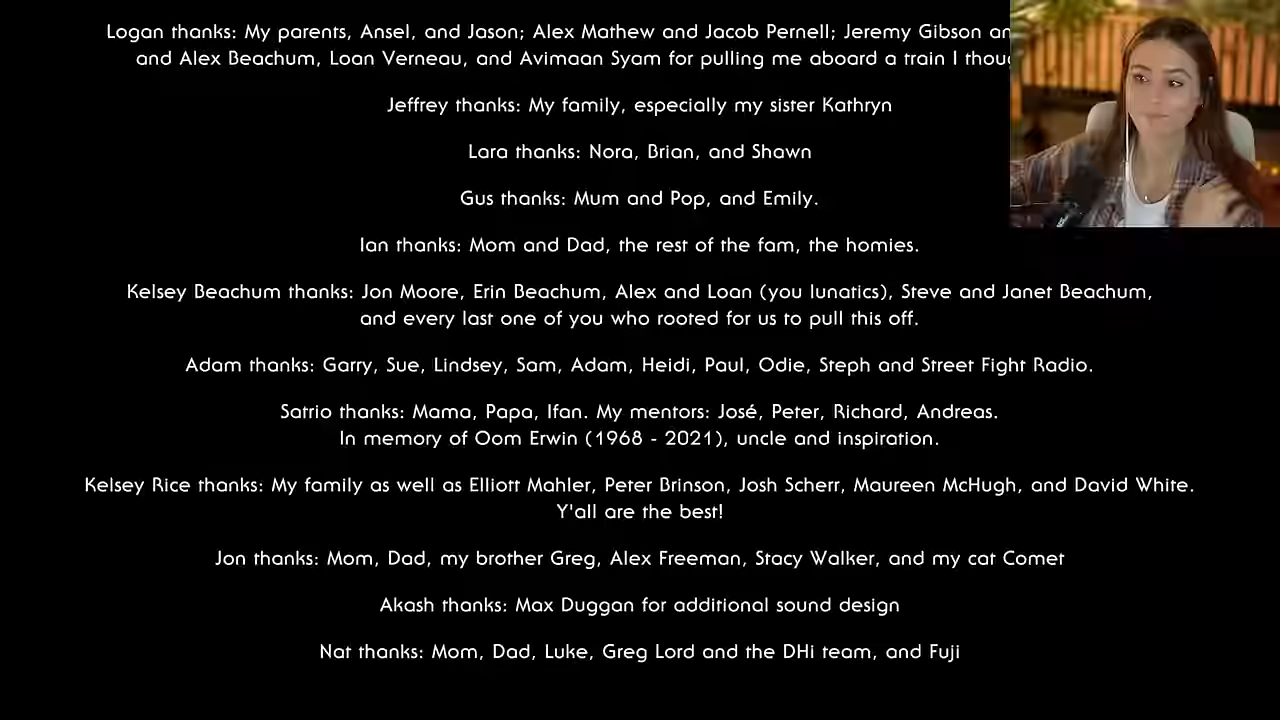 Logan thanks: My parents, Ansel, and Jason; Alex Mathew and Jacob Pernell; Jeremy Gibson
and Alex Beachum, Loan Verneau, and Avimaan Syam for pulling me aboard a train I
Jeffrey thanks: My family, especially my sister Kathryn
Lara thanks: Nora, Brian, and Shawn
Gus thanks: Mum and Pop, and Emily.
Ian thanks: Mom and Dad, the rest of the fam, the homies.
Kelsey Beachum thanks: Jon Moore, Erin Beachum, Alex and Loan (you lunatics), Steve and Janet Beachum,
and every last one of you who rooted for us to pull this off.
Adam thanks: Garry, Sue, Lindsey, Sam, Adam, Heidi, Paul, Odie, Steph and Street Fight Radio.
Satrio thanks: Mama, Papa, Ifan. My mentors: José, Peter, Richard, Andreas.
In memory of Oom Erwin (1968 - 2021), uncle and inspiration.
Kelsey Rice thanks: My family as well as Elliott Mahler, Peter Brinson, Josh Scherr, Maureen McHugh, and David White.
Y'all are the best!
Jon thanks: Mom, Dad, my brother Greg, Alex Freeman, Stacy Walker, and my cat Comet
Akash thanks: Max Duggan for additional sound design
Nat thanks: Mom, Dad, Luke, Greg Lord and the DHi team, and Fuji